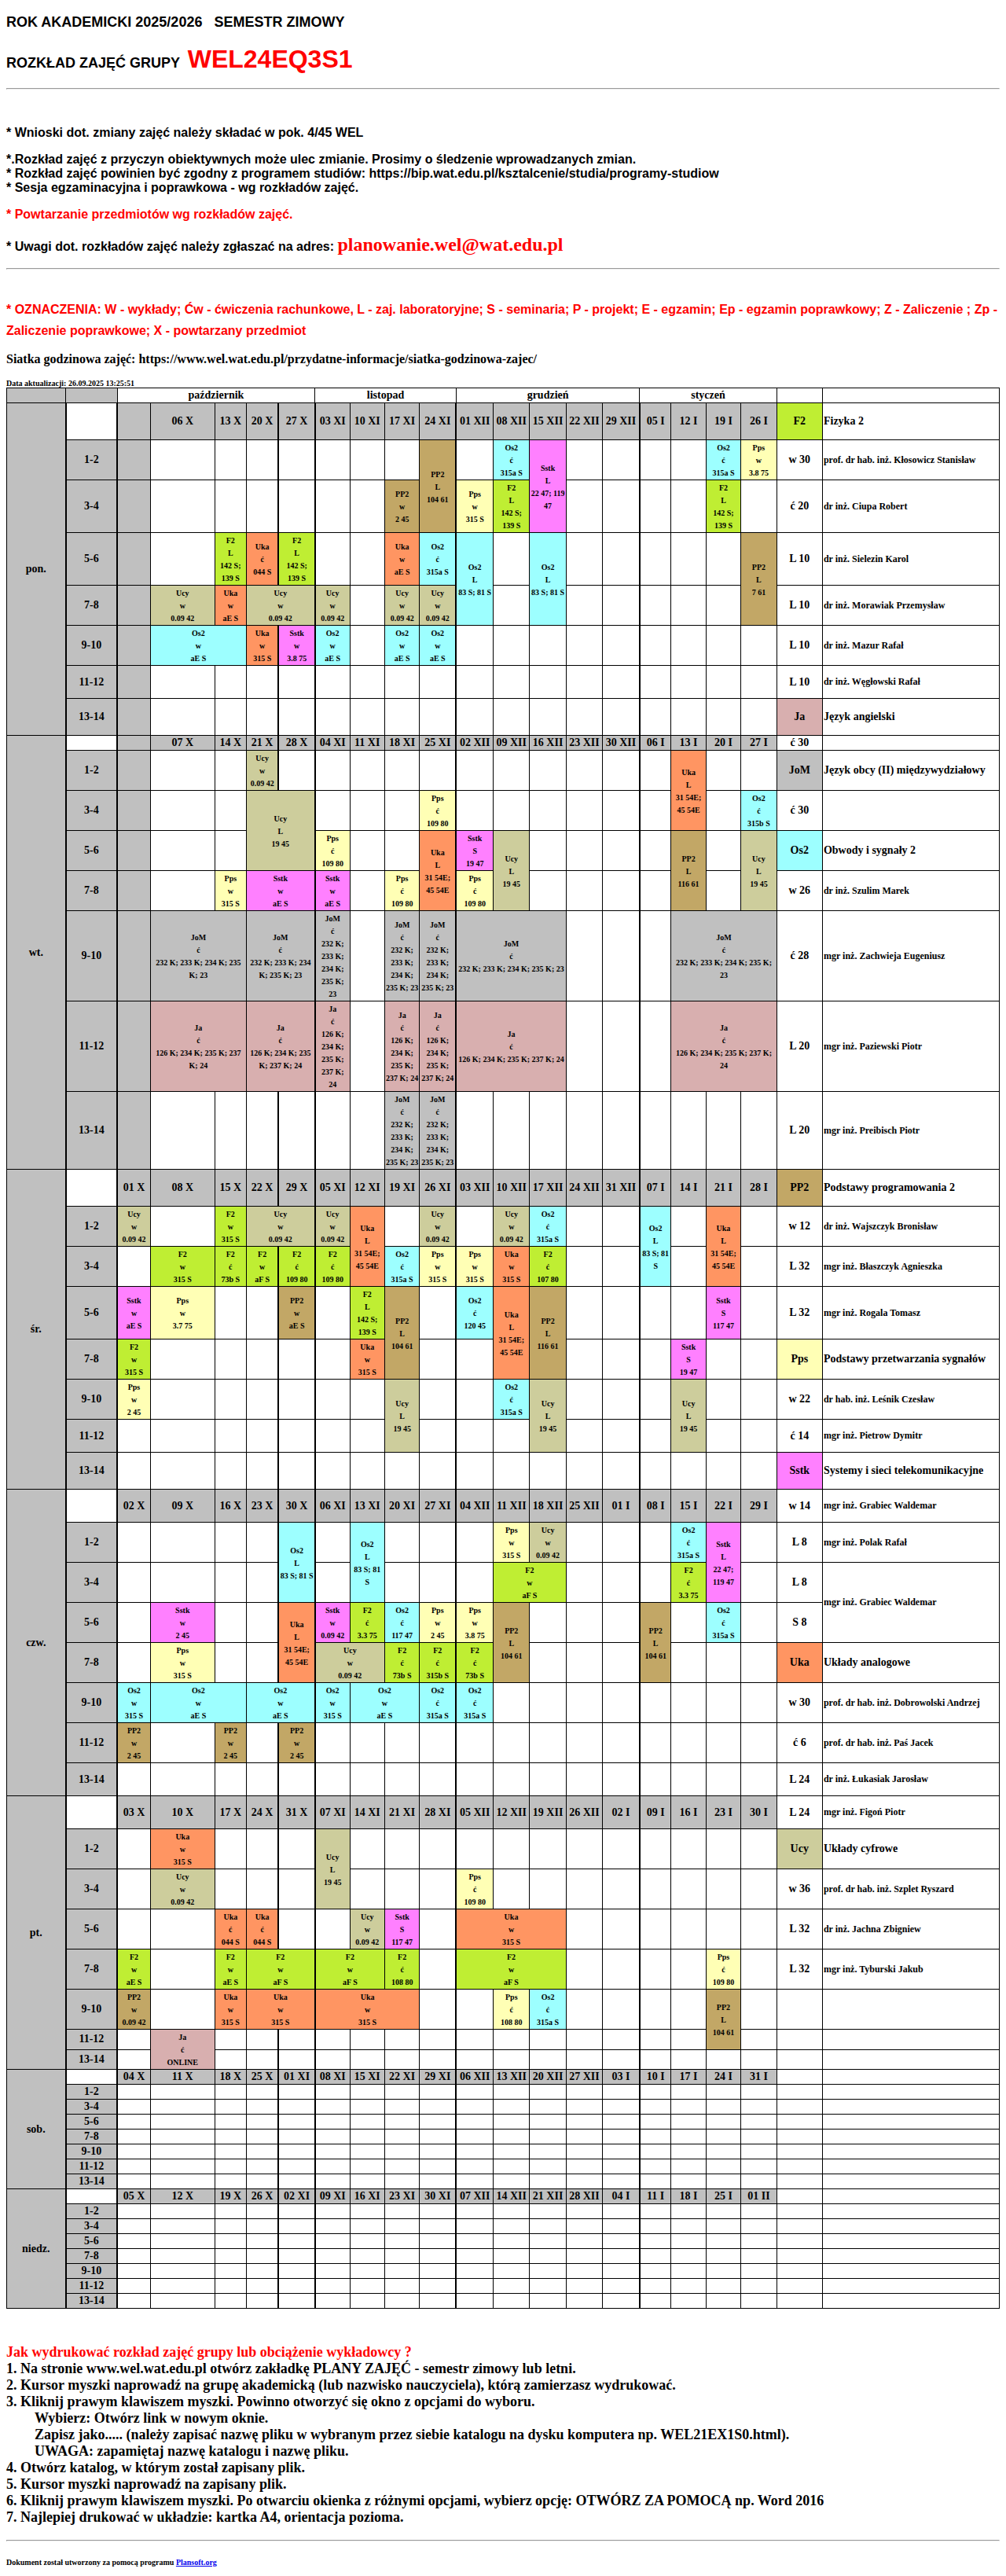 ROK AKADEMICKI 2025/2026 SEMESTR ZIMOWY
ROZKŁAD ZAJĘĆ GRUPY WEL24EQ3S1
* Wnioski dot. zmiany zajęć należy składać w pok. 4/45 WEL
*.Rozkład zajęć z przyczyn obiektywnych może ulec zmianie. Prosimy o śledzenie wprowadzanych zmian.
* Rozkład zajęć powinien być zgodny z programem studiów: https://bip.wat.edu.pl/ksztalcenie/studia/programy-studiow
* Sesja egzaminacyjna i poprawkowa - wg rozkładów zajęć.
* Powtarzanie przedmiotów wg rozkładów zajęć.
* Uwagi dot. rozkładów zajęć należy zgłaszać na adres: planowanie.wel@wat.edu.pl
* OZNACZENIA: W - wykłady; Ćw - ćwiczenia rachunkowe, L - zaj. laboratoryjne; S - seminaria; P - projekt; E - egzamin; Ep - egzamin poprawkowy; Z - Zaliczenie ; Zp -
Zaliczenie poprawkowe; X - powtarzany przedmiot
Siatka godzinowa zajęć: https://www.wel.wat.edu.pl/przydatne-informacje/siatka-godzinowa-zajec/
Data aktualizacji: 26.09.2025 13:25:51
październik listopad grudzień styczeń
pon. 06 X 13 X 20 X 27 X 03 XI 10 XI 17 XI 24 XI 01 XII 08 XII 15 XII 22 XII 29 XII 05 I 12 I 19 I 26 I F2 Fizyka 2
1-2 PP2 L 104 61 Os2 ć 315a S Sstk L 22 47; 119 47 Os2 ć 315a S Pps w 3.8 75 w 30 prof. dr hab. inż. Kłosowicz Stanisław
3-4 PP2 w 2 45 Pps w 315 S F2 L 142 S; 139 S F2 L 142 S; 139 S ć 20 dr inż. Ciupa Robert
5-6 F2 L 142 S; 139 S Uka ć 044 S F2 L 142 S; 139 S Uka w aE S Os2 ć 315a S Os2 L 83 S; 81 S Os2 L 83 S; 81 S PP2 L 7 61 L 10 dr inż. Sielezin Karol
7-8 Ucy w 0.09 42 Uka w aE S Ucy w 0.09 42 Ucy w 0.09 42 Ucy w 0.09 42 Ucy w 0.09 42 L 10 dr inż. Morawiak Przemysław
9-10 Os2 w aE S Uka w 315 S Sstk w 3.8 75 Os2 w aE S Os2 w aE S Os2 w aE S L 10 dr inż. Mazur Rafał
11-12 L 10 dr inż. Węgłowski Rafał
13-14 Ja Język angielski
wt. 07 X 14 X 21 X 28 X 04 XI 11 XI 18 XI 25 XI 02 XII 09 XII 16 XII 23 XII 30 XII 06 I 13 I 20 I 27 I ć 30
1-2 Ucy w 0.09 42 Uka L 31 54E; 45 54E JoM Język obcy (II) międzywydziałowy
3-4 Ucy L 19 45 Pps ć 109 80 Os2 ć 315b S ć 30
5-6 Pps ć 109 80 Uka L 31 54E; 45 54E Sstk S 19 47 Ucy L 19 45 PP2 L 116 61 Ucy L 19 45 Os2 Obwody i sygnały 2
7-8 Pps w 315 S Sstk w aE S Sstk w aE S Pps ć 109 80 Pps ć 109 80 w 26 dr inż. Szulim Marek
9-10 JoM ć 232 K; 233 K; 234 K; 235 K; 23 JoM ć 232 K; 233 K; 234 K; 235 K; 23 JoM ć 232 K; 233 K; 234 K; 235 K; 23 JoM ć 232 K; 233 K; 234 K; 235 K; 23 JoM ć 232 K; 233 K; 234 K; 235 K; 23 JoM ć 232 K; 233 K; 234 K; 235 K; 23 JoM ć 232 K; 233 K; 234 K; 235 K; 23 ć 28 mgr inż. Zachwieja Eugeniusz
11-12 Ja ć 126 K; 234 K; 235 K; 237 K; 24 Ja ć 126 K; 234 K; 235 K; 237 K; 24 Ja ć 126 K; 234 K; 235 K; 237 K; 24 Ja ć 126 K; 234 K; 235 K; 237 K; 24 Ja ć 126 K; 234 K; 235 K; 237 K; 24 Ja ć 126 K; 234 K; 235 K; 237 K; 24 Ja ć 126 K; 234 K; 235 K; 237 K; 24 L 20 mgr inż. Paziewski Piotr
13-14 JoM ć 232 K; 233 K; 234 K; 235 K; 23 JoM ć 232 K; 233 K; 234 K; 235 K; 23 L 20 mgr inż. Preibisch Piotr
śr. 01 X 08 X 15 X 22 X 29 X 05 XI 12 XI 19 XI 26 XI 03 XII 10 XII 17 XII 24 XII 31 XII 07 I 14 I 21 I 28 I PP2 Podstawy programowania 2
1-2 Ucy w 0.09 42 F2 w 315 S Ucy w 0.09 42 Ucy w 0.09 42 Uka L 31 54E; 45 54E Ucy w 0.09 42 Ucy w 0.09 42 Os2 ć 315a S Os2 L 83 S; 81 S Uka L 31 54E; 45 54E w 12 dr inż. Wajszczyk Bronisław
3-4 F2 w 315 S F2 ć 73b S F2 w aF S F2 ć 109 80 F2 ć 109 80 Os2 ć 315a S Pps w 315 S Pps w 315 S Uka w 315 S F2 ć 107 80 L 32 mgr inż. Błaszczyk Agnieszka
5-6 Sstk w aE S Pps w 3.7 75 PP2 w aE S F2 L 142 S; 139 S PP2 L 104 61 Os2 ć 120 45 Uka L 31 54E; 45 54E PP2 L 116 61 Sstk S 117 47 L 32 mgr inż. Rogala Tomasz
7-8 F2 w 315 S Uka w 315 S Sstk S 19 47 Pps Podstawy przetwarzania sygnałów
9-10 Pps w 2 45 Ucy L 19 45 Os2 ć 315a S Ucy L 19 45 Ucy L 19 45 w 22 dr hab. inż. Leśnik Czesław
11-12 ć 14 mgr inż. Pietrow Dymitr
13-14 Sstk Systemy i sieci telekomunikacyjne
czw. 02 X 09 X 16 X 23 X 30 X 06 XI 13 XI 20 XI 27 XI 04 XII 11 XII 18 XII 25 XII 01 I 08 I 15 I 22 I 29 I w 14 mgr inż. Grabiec Waldemar
1-2 Os2 L 83 S; 81 S Os2 L 83 S; 81 S Pps w 315 S Ucy w 0.09 42 Os2 ć 315a S Sstk L 22 47; 119 47 L 8 mgr inż. Polak Rafał
3-4 F2 w aF S F2 ć 3.3 75 L 8 mgr inż. Grabiec Waldemar
5-6 Sstk w 2 45 Uka L 31 54E; 45 54E Sstk w 0.09 42 F2 ć 3.3 75 Os2 ć 117 47 Pps w 2 45 Pps w 3.8 75 PP2 L 104 61 PP2 L 104 61 Os2 ć 315a S S 8
7-8 Pps w 315 S Ucy w 0.09 42 F2 ć 73b S F2 ć 315b S F2 ć 73b S Uka Układy analogowe
9-10 Os2 w 315 S Os2 w aE S Os2 w aE S Os2 w 315 S Os2 w aE S Os2 ć 315a S Os2 ć 315a S w 30 prof. dr hab. inż. Dobrowolski Andrzej
11-12 PP2 w 2 45 PP2 w 2 45 PP2 w 2 45 ć 6 prof. dr hab. inż. Paś Jacek
13-14 L 24 dr inż. Łukasiak Jarosław
pt. 03 X 10 X 17 X 24 X 31 X 07 XI 14 XI 21 XI 28 XI 05 XII 12 XII 19 XII 26 XII 02 I 09 I 16 I 23 I 30 I L 24 mgr inż. Figoń Piotr
1-2 Uka w 315 S Ucy L 19 45 Ucy Układy cyfrowe
3-4 Ucy w 0.09 42 Pps ć 109 80 w 36 prof. dr hab. inż. Szplet Ryszard
5-6 Uka ć 044 S Uka ć 044 S Ucy w 0.09 42 Sstk S 117 47 Uka w 315 S L 32 dr inż. Jachna Zbigniew
7-8 F2 w aE S F2 w aE S F2 w aF S F2 w aF S F2 ć 108 80 F2 w aF S Pps ć 109 80 L 32 mgr inż. Tyburski Jakub
9-10 PP2 w 0.09 42 Uka w 315 S Uka w 315 S Uka w 315 S Pps ć 108 80 Os2 ć 315a S PP2 L 104 61
11-12 Ja ć ONLINE
13-14
sob. 04 X 11 X 18 X 25 X 01 XI 08 XI 15 XI 22 XI 29 XI 06 XII 13 XII 20 XII 27 XII 03 I 10 I 17 I 24 I 31 I
1-2
3-4
5-6
7-8
9-10
11-12
13-14
niedz. 05 X 12 X 19 X 26 X 02 XI 09 XI 16 XI 23 XI 30 XI 07 XII 14 XII 21 XII 28 XII 04 I 11 I 18 I 25 I 01 II
1-2
3-4
5-6
7-8
9-10
11-12
13-14
Jak wydrukować rozkład zajęć grupy lub obciążenie wykładowcy ?
1. Na stronie www.wel.wat.edu.pl otwórz zakładkę PLANY ZAJĘĆ - semestr zimowy lub letni.
2. Kursor myszki naprowadź na grupę akademicką (lub nazwisko nauczyciela), którą zamierzasz wydrukować.
3. Kliknij prawym klawiszem myszki. Powinno otworzyć się okno z opcjami do wyboru.
Wybierz: Otwórz link w nowym oknie.
Zapisz jako..... (należy zapisać nazwę pliku w wybranym przez siebie katalogu na dysku komputera np. WEL21EX1S0.html).
UWAGA: zapamiętaj nazwę katalogu i nazwę pliku.
4. Otwórz katalog, w którym został zapisany plik.
5. Kursor myszki naprowadź na zapisany plik.
6. Kliknij prawym klawiszem myszki. Po otwarciu okienka z różnymi opcjami, wybierz opcję: OTWÓRZ ZA POMOCĄ np. Word 2016
7. Najlepiej drukować w układzie: kartka A4, orientacja pozioma.
Dokument został utworzony za pomocą programu Plansoft.org